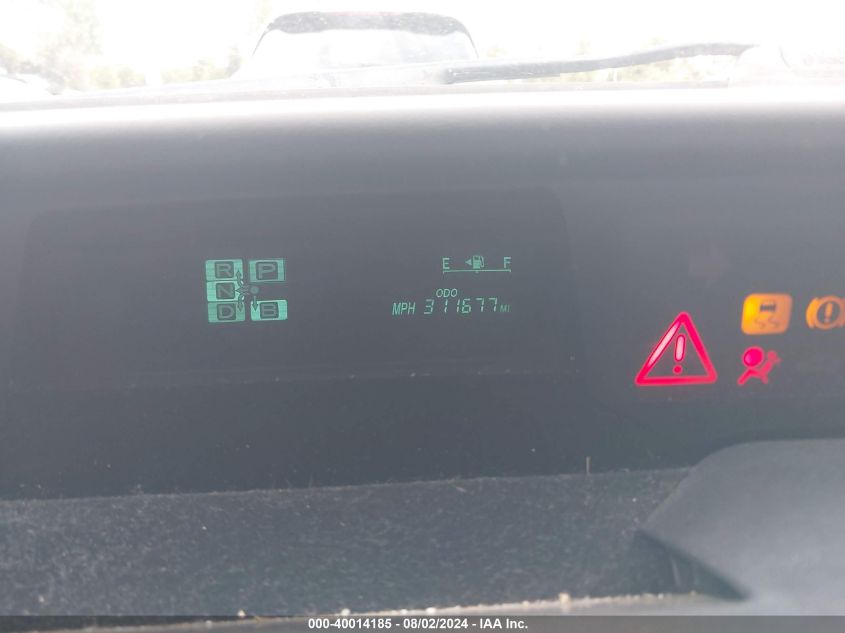 R P
N
D B
E F
ODO
MPH 311677 MI
000-40014185 - 08/02/2024 - IAA Inc.